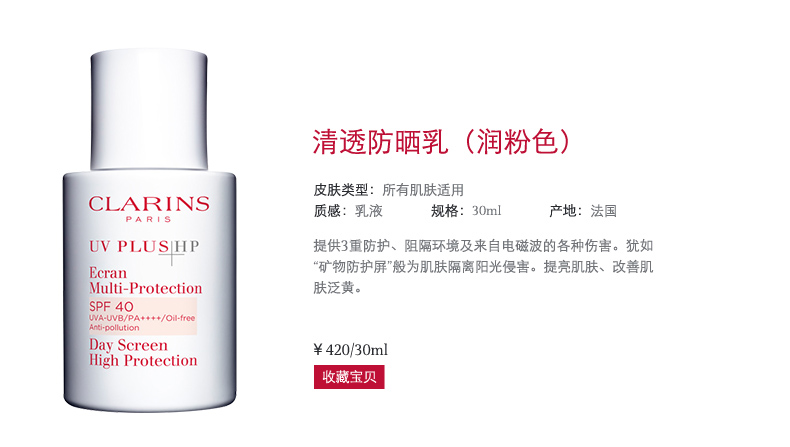 CLARINS
PARIS
UV PLUS HP
Ecran
Multi-Protection
SPF 40
UVA-UVB/PA++++/Oil-free
Anti-pollution
Day Screen
High Protection
清透防晒乳（润粉色）
皮肤类型：所有肌肤适用
质感：乳液 规格：30ml 产地：法国
提供3重防护、阻隔环境及来自电磁波的各种伤害。犹如
“矿物防护屏”般为肌肤隔离阳光侵害。提亮肌肤、改善肌
肤泛黄。
¥ 420/30ml
收藏宝贝